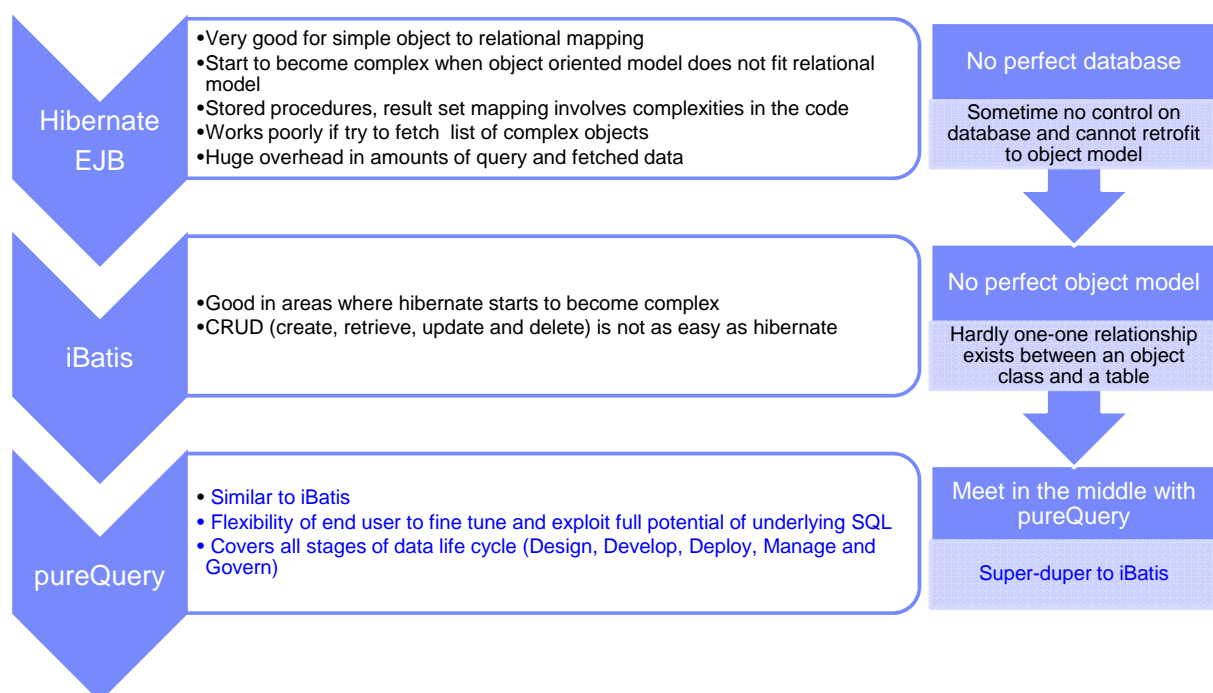 Hibernate
EJB
•Very good for simple object to relational mapping
•Start to become complex when object oriented model does not fit relational
model
•Stored procedures, result set mapping involves complexities in the code
•Works poorly if try to fetch list of complex objects
•Huge overhead in amounts of query and fetched data
No perfect database
Sometime no control on
database and cannot retrofit
to object model
iBatis
•Good in areas where hibernate starts to become complex
•CRUD (create, retrieve, update and delete) is not as easy as hibernate
No perfect object model
Hardly one-one relationship
exists between an object
class and a table
pureQuery
• Similar to iBatis
• Flexibility of end user to fine tune and exploit full potential of underlying SQL
• Covers all stages of data life cycle (Design, Develop, Deploy, Manage and
Govern)
Meet in the middle with
pureQuery
Super-duper to iBatis